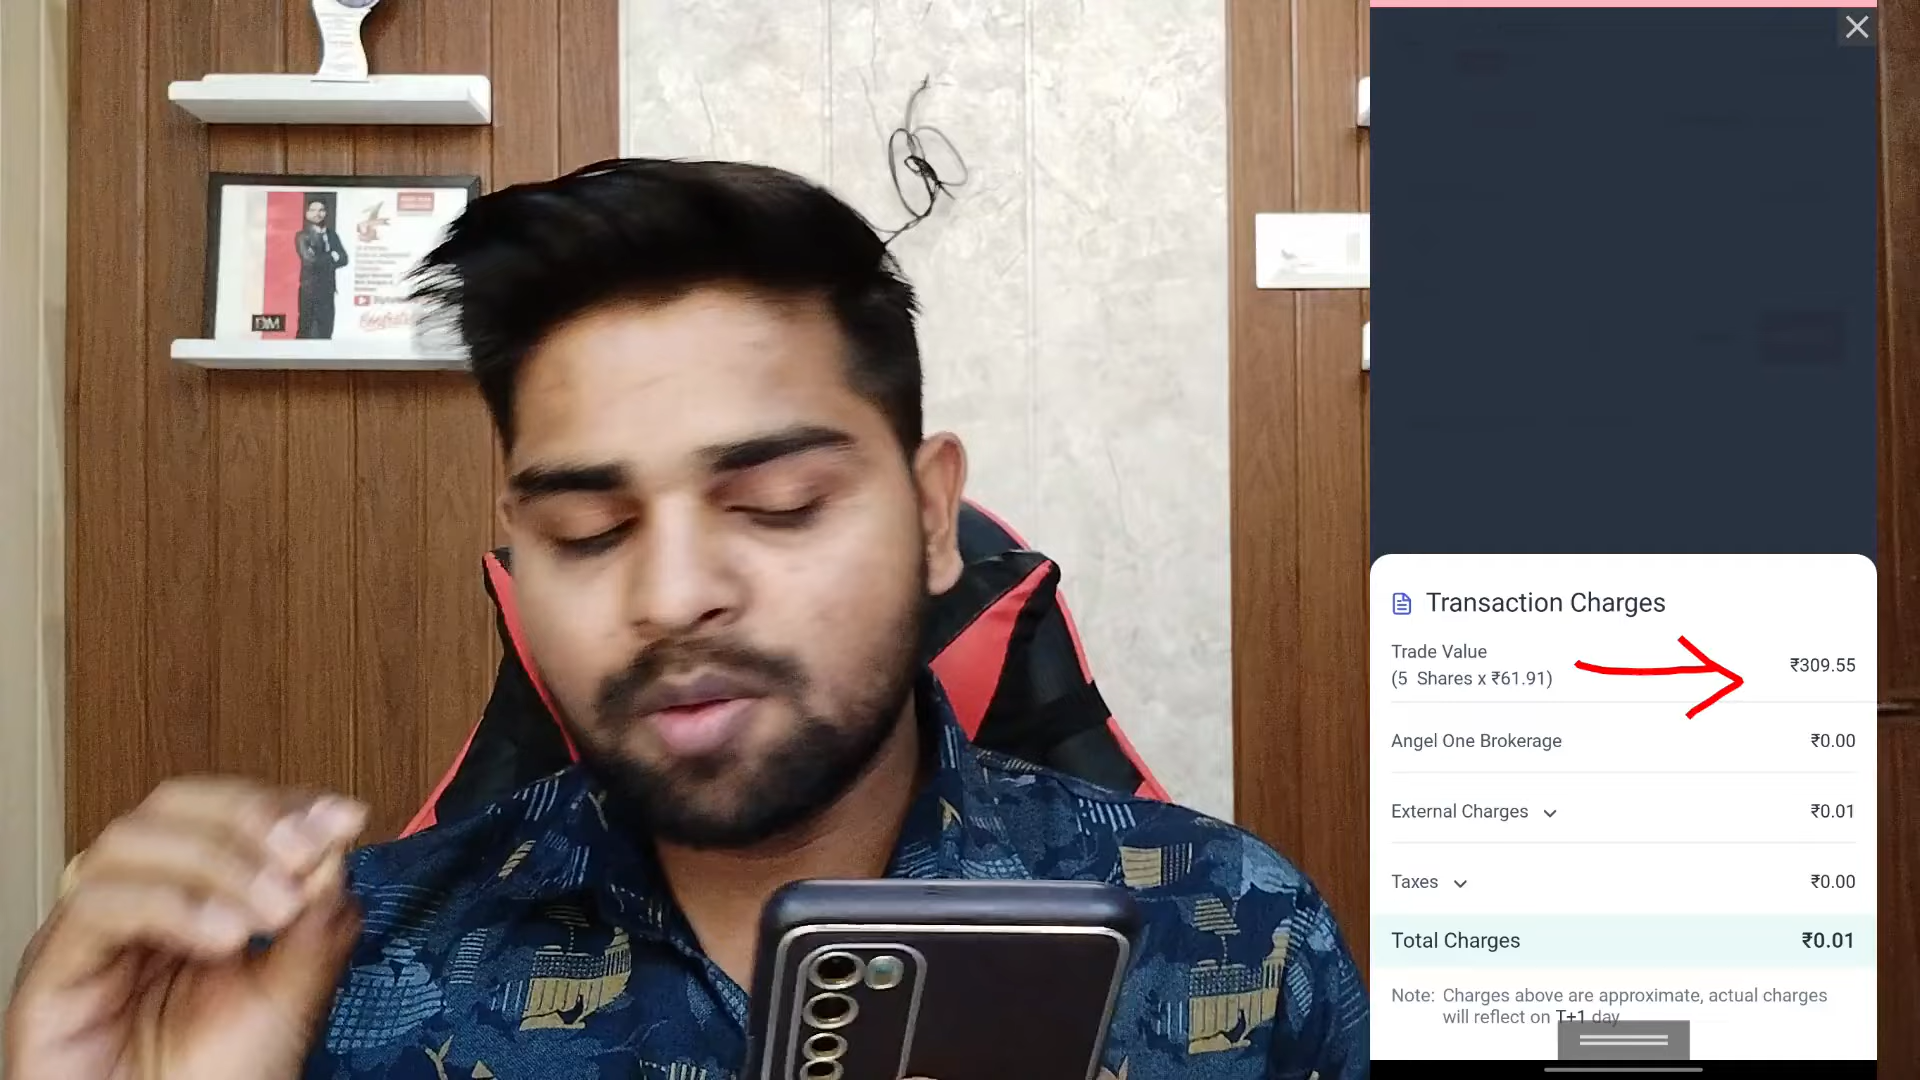 DM
Transaction Charges
Trade Value
(5 Shares x ₹61.91)
₹309.55
Angel One Brokerage
₹0.00
External Charges
₹0.01
Taxes
₹0.00
Total Charges
₹0.01
Note: Charges above are approximate, actual charges
will reflect on T+1 day